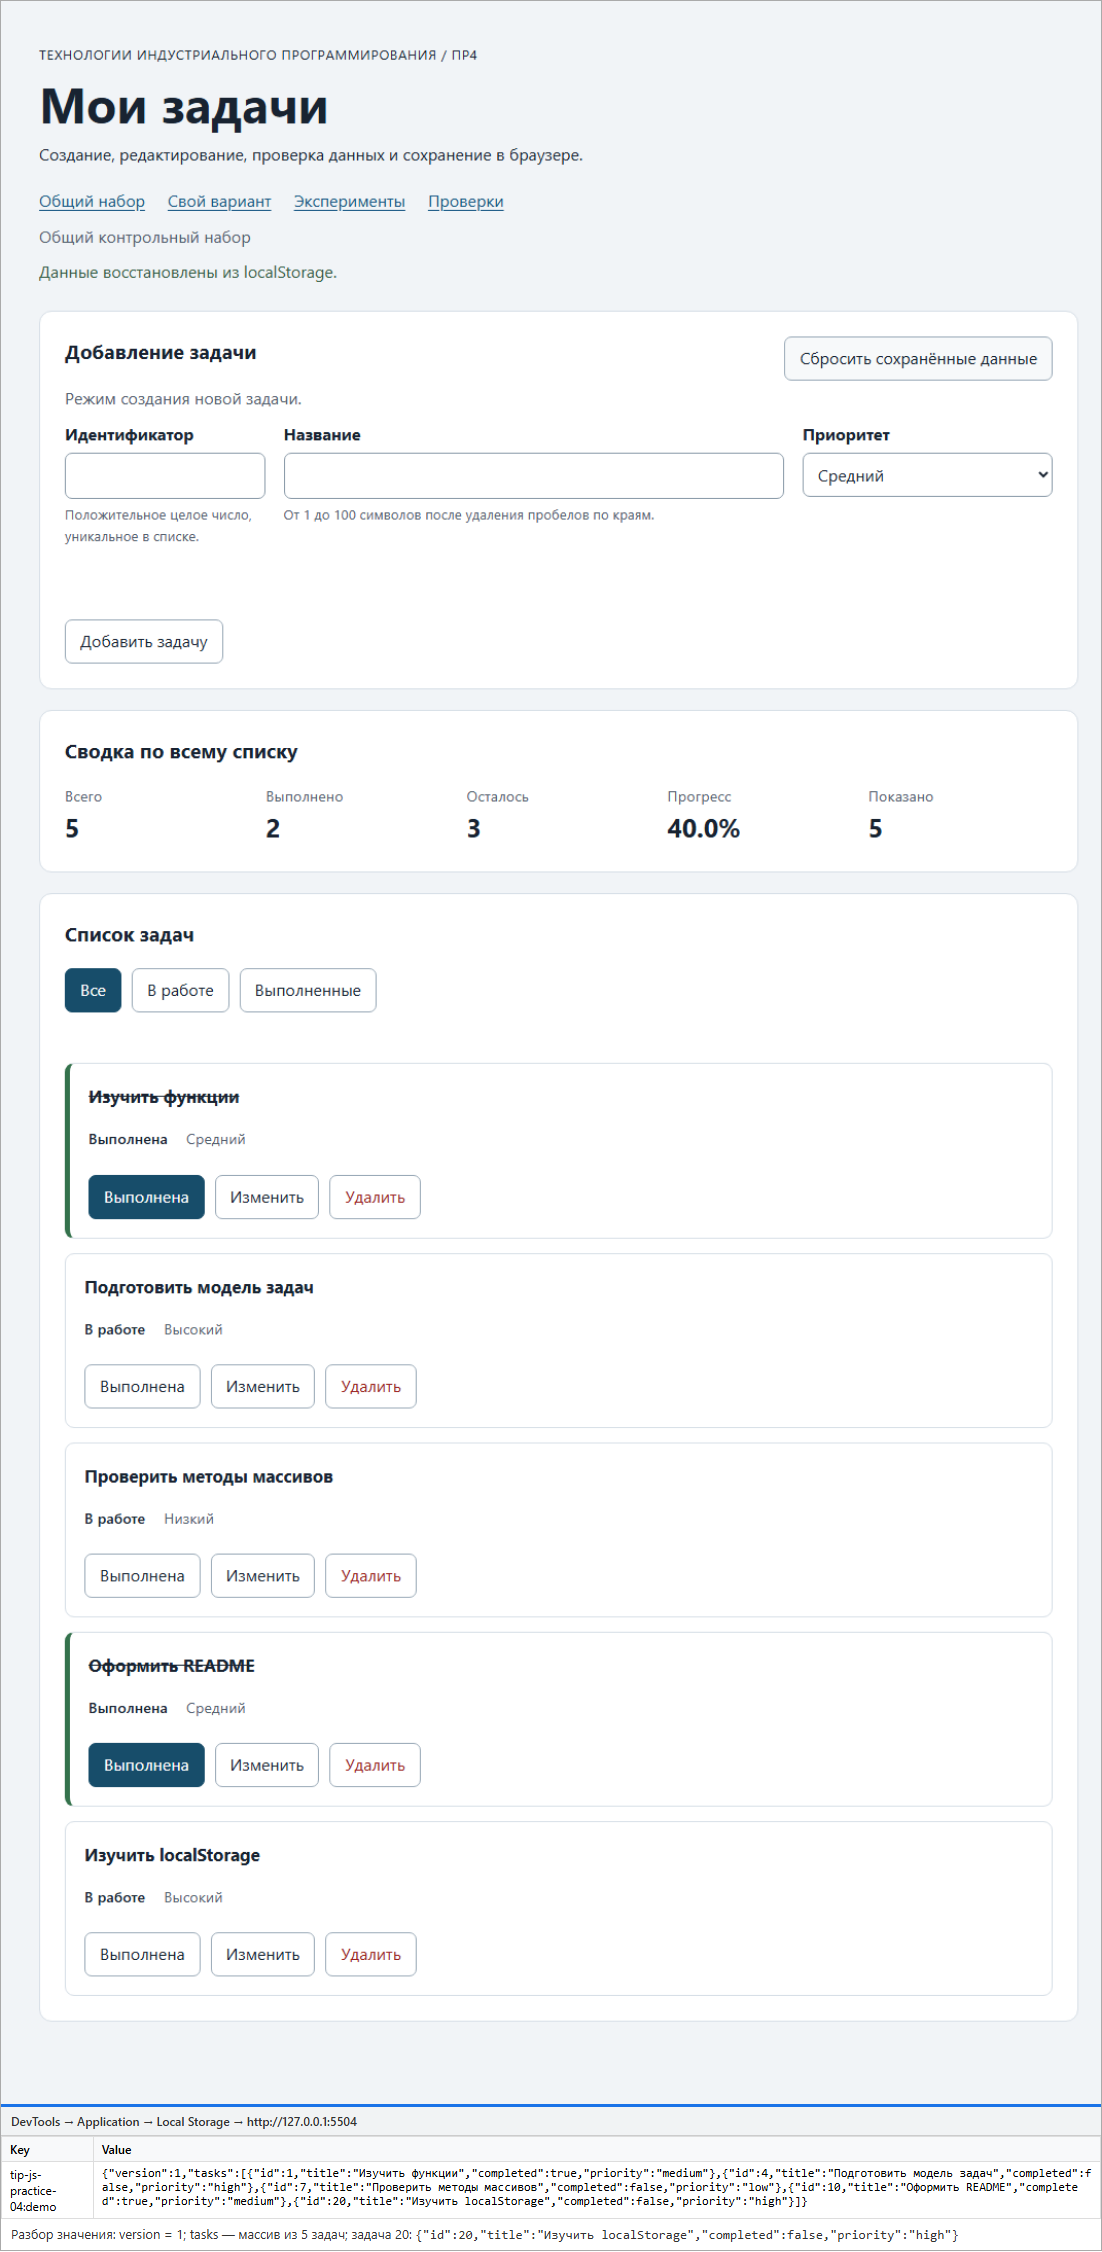 ТЕХНОЛОГИИ ИНДУСТРИАЛЬНОГО ПРОГРАММИРОВАНИЯ / ПР4
Мои задачи
Создание, редактирование, проверка данных и сохранение в браузере.
Общий набор Свой вариант Эксперименты Проверки
Общий контрольный набор
Данные восстановлены из localStorage.
Добавление задачи
Сбросить сохранённые данные
Режим создания новой задачи.
Идентификатор Название Приоритет
Средний
Положительное целое число, От 1 до 100 символов после удаления пробелов по краям.
уникальное в списке.
Добавить задачу
Сводка по всему списку
Всего Выполнено Осталось Прогресс Показано
5 2 3 40.0% 5
Список задач
Все В работе Выполненные
Изучить функции
Выполнена Средний
Выполнена Изменить Удалить
Подготовить модель задач
В работе Высокий
Выполнена Изменить Удалить
Проверить методы массивов
В работе Низкий
Выполнена Изменить Удалить
Оформить README
Выполнена Средний
Выполнена Изменить Удалить
Изучить localStorage
В работе Высокий
Выполнена Изменить Удалить
DevTools → Application → Local Storage → http://127.0.0.1:5504
Key Value
tip-js-practice-04:demo
{"version":1,"tasks":[{"id":1,"title":"Изучить функции","completed":true,"priority":"medium"},{"id":4,"title":"Подготовить модель задач","completed":f
alse,"priority":"high"},{"id":7,"title":"Проверить методы массивов","completed":false,"priority":"low"},{"id":10,"title":"Оформить README","complete
d":true,"priority":"medium"},{"id":20,"title":"Изучить localStorage","completed":false,"priority":"high"}]}
Разбор значения: version = 1; tasks — массив из 5 задач; задача 20: {"id":20,"title":"Изучить localStorage","completed":false,"priority":"high"}